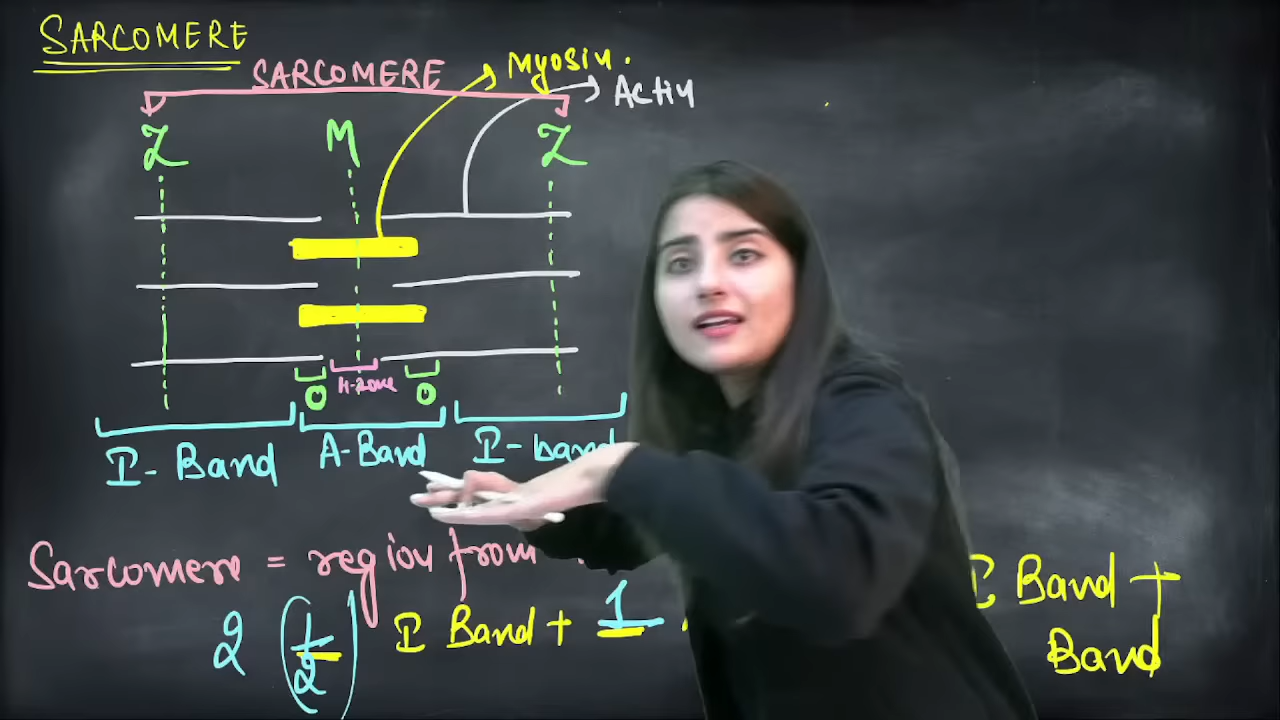 SARCOMERE
SARCOMERE
Myosin.
Actin
Z M Z
O H-zone O
I-Band A-Band I-band
Sarcomere = region from
2 (1/2) I Band + 1 I Band +
Band